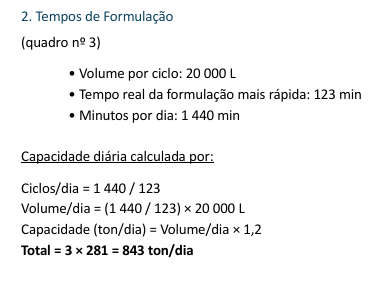 2. Tempos de Formulação
(quadro nº 3)
• Volume por ciclo: 20 000 L
• Tempo real da formulação mais rápida: 123 min
• Minutos por dia: 1 440 min
Capacidade diária calculada por:
Ciclos/dia = 1 440 / 123
Volume/dia = (1 440 / 123) × 20 000 L
Capacidade (ton/dia) = Volume/dia × 1,2
Total = 3 × 281 = 843 ton/dia